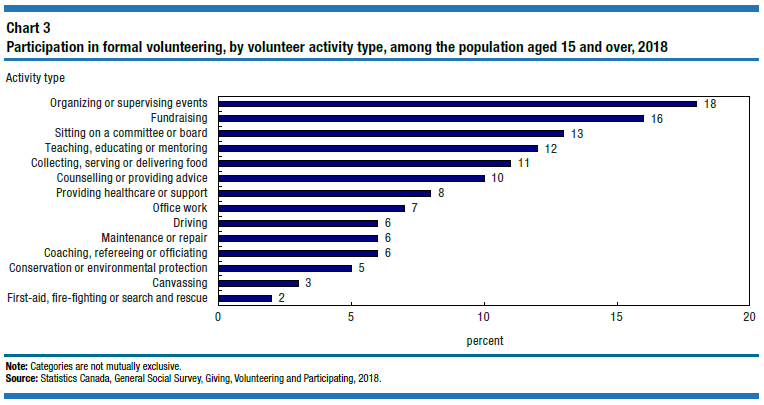 Chart 3
Participation in formal volunteering, by volunteer activity type, among the population aged 15 and over, 2018
Activity type
Organizing or supervising events 18
Fundraising 16
Sitting on a committee or board 13
Teaching, educating or mentoring 12
Collecting, serving or delivering food 11
Counselling or providing advice 10
Providing healthcare or support 8
Office work 7
Driving 6
Maintenance or repair 6
Coaching, refereeing or officiating 6
Conservation or environmental protection 5
Canvassing 3
First-aid, fire-fighting or search and rescue 2
0 5 10 15 20
percent
Note: Categories are not mutually exclusive.
Source: Statistics Canada, General Social Survey, Giving, Volunteering and Participating, 2018.